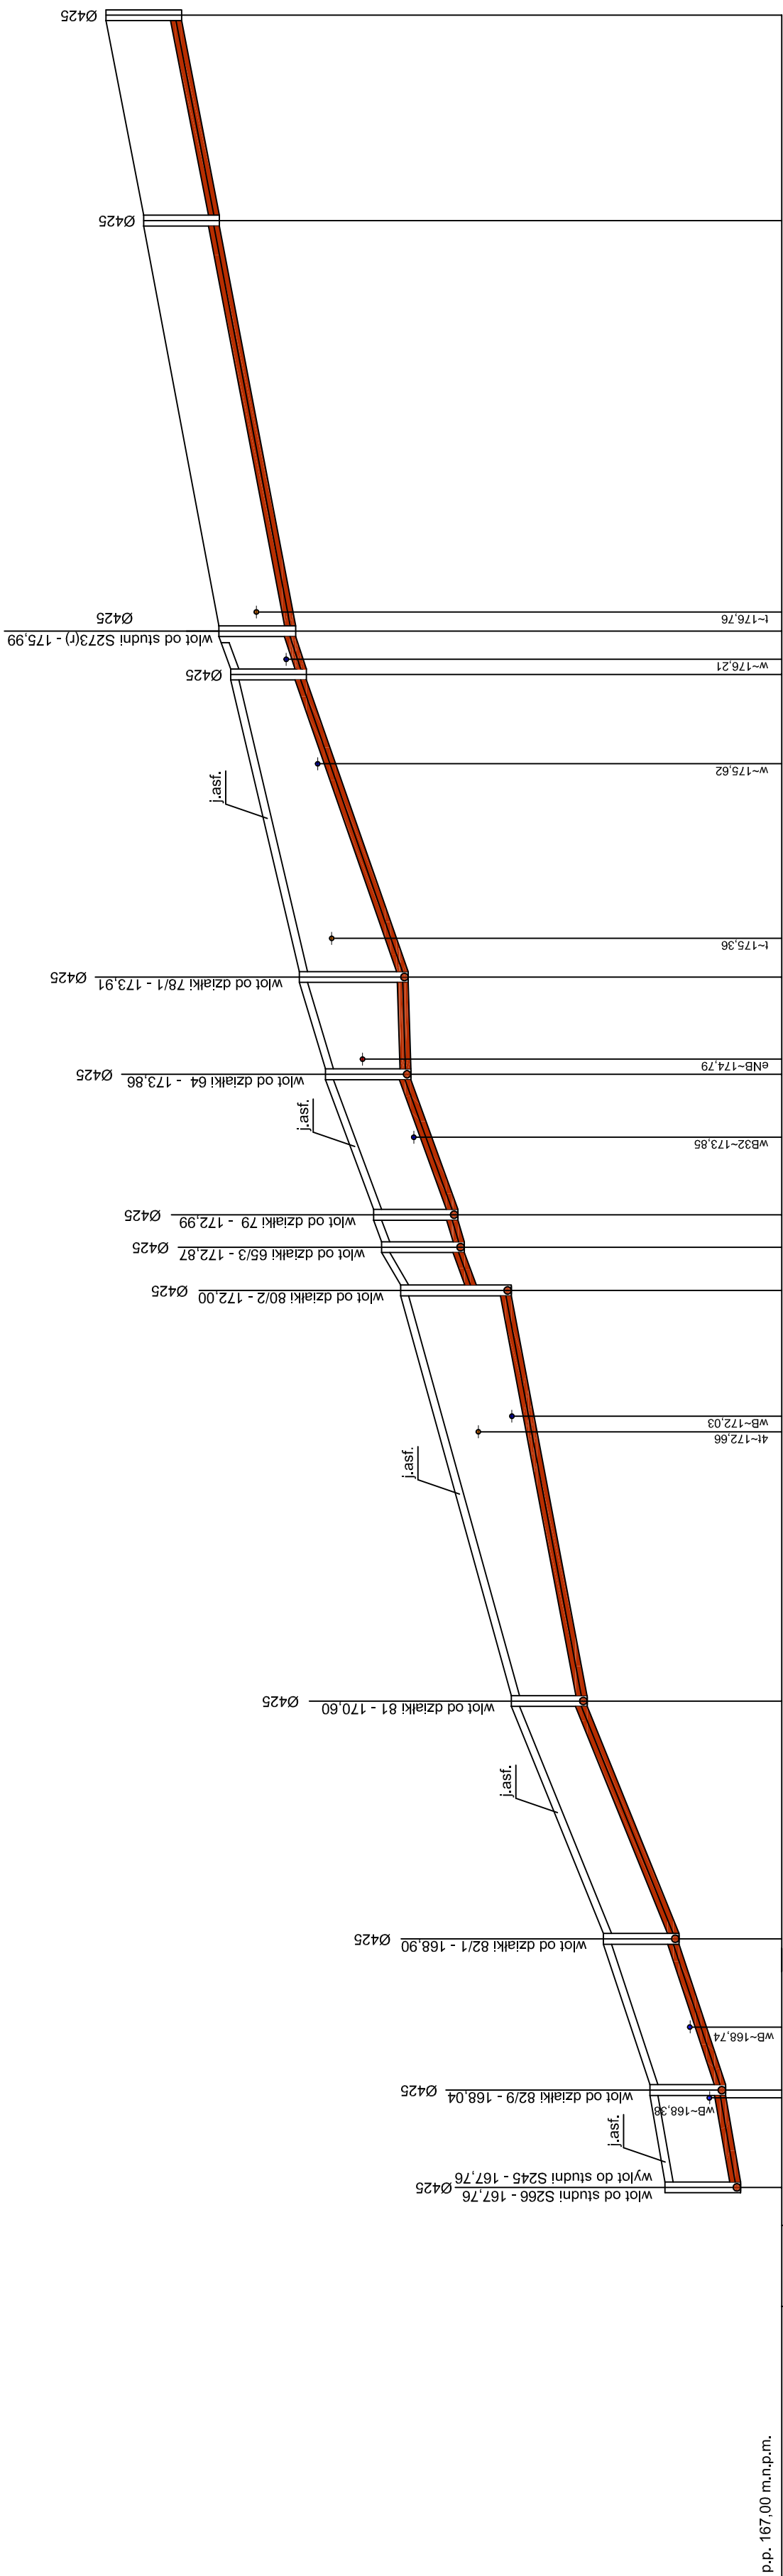 Ø425
Ø425
t~176,76
Ø425
wlot od studni S273(r) - 175,99
w~176,21
Ø425
w~175,62
j.asf.
t~175,36
Ø425
wlot od działki 78/1 - 173,91
eNB~174,79
Ø425
wlot od działki 64 - 173,86
j.asf.
wB32~173,85
Ø425
wlot od działki 79 - 172,99
Ø425
wlot od działki 65/3 - 172,87
Ø425
wlot od działki 80/2 - 172,00
wB~172,03
4t~172,66
j.asf.
Ø425
wlot od działki 81 - 170,60
j.asf.
Ø425
wlot od działki 82/1 - 168,90
wB~168,74
Ø425
wlot od działki 82/9 - 168,04
wB~168,38
j.asf.
wylot do studni S245 - 167,76
Ø425
wlot od studni S266 - 167,76
p.p. 167,00 m.n.p.m.